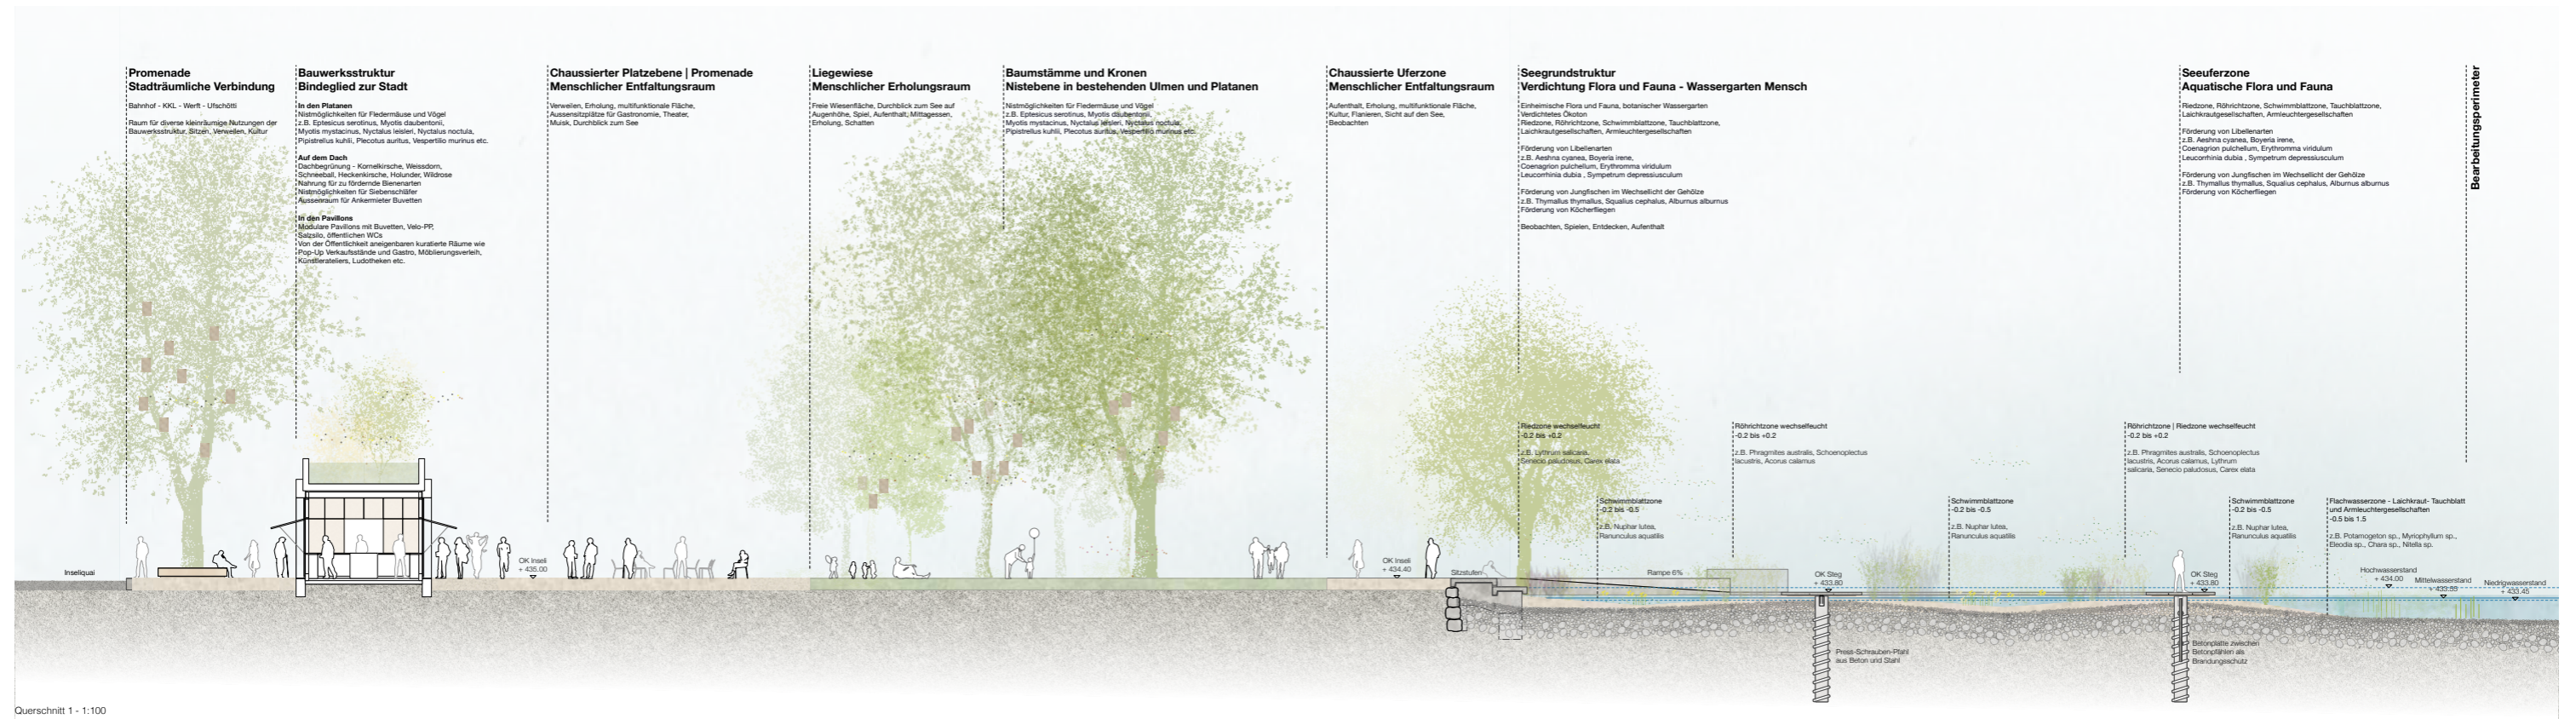 Promenade
Stadträumliche Verbindung
Bahnhof - KKL - Werft - Ufschötti
Raum für diverse kleinräumige Nutzungen der
Bauwerksstruktur, Sitzen, Verweilen, Kultur
Bauwerksstruktur
Bindeglied zur Stadt
In den Platanen
Nistmöglichkeiten für Fledermäuse und Vögel
z.B. Eptesicus serotinus, Myotis daubentonii,
Myotis mystacinus, Nyctalus leisleri, Nyctalus noctula,
Pipistrellus kuhlii, Plecotus auritus, Vespertilio murinus etc.
Auf dem Dach
Dachbegrünung - Kornelkirsche, Weissdorn,
Schneeball, Heckenkirsche, Holunder, Wildrose
Nahrung für zu fördernde Bienenarten
Nistmöglichkeiten für Siebenschläfer
Aussenraum für Ankermieter Buvetten
In den Pavillons
Modulare Pavillons mit Buvetten, Velo-PP,
Salzsilo, öffentlichen WCs
Von der Öffentlichkeit aneigenbaren kuratierte Räume wie
Pop-Up Verkaufsstände und Gastro, Möblierungsverleih,
Künstlerateliers, Ludotheken etc.
Chaussierter Platzebene | Promenade
Menschlicher Entfaltungsraum
Verweilen, Erholung, multifunktionale Fläche,
Aussensitzplätze für Gastronomie, Theater,
Muisk, Durchblick zum See
Liegewiese
Menschlicher Erholungsraum
Freie Wiesenfläche, Durchblick zum See auf
Augenhöhe, Spiel, Aufenthalt, Mittagessen,
Erholung, Schatten
Baumstämme und Kronen
Nistebene in bestehenden Ulmen und Platanen
Nistmöglichkeiten für Fledermäuse und Vögel
z.B. Eptesicus serotinus, Myotis daubentonii,
Myotis mystacinus, Nyctalus leisleri, Nyctalus noctula,
Pipistrellus kuhlii, Plecotus auritus, Vespertilio murinus etc.
Chaussierte Uferzone
Menschlicher Entfaltungsraum
Aufenthalt, Erholung, multifunktionale Fläche,
Kultur, Flanieren, Sicht auf den See,
Beobachten
Seegrundstruktur
Verdichtung Flora und Fauna - Wassergarten Mensch
Einheimische Flora und Fauna, botanischer Wassergarten
Verdichtetes Ökoton
Riedzone, Röhrichtzone, Schwimmblattzone, Tauchblattzone,
Laichkrautgesellschaften, Armleuchtergesellschaften
Förderung von Libellenarten
z.B. Aeshna cyanea, Boyeria irene,
Coenagrion pulchellum, Erythromma viridulum
Leucorrhinia dubia , Sympetrum depressiusculum
Förderung von Jungfischen im Wechsellicht der Gehölze
z.B. Thymallus thymallus, Squalius cephalus, Alburnus alburnus
Förderung von Köcherfliegen
Beobachten, Spielen, Entdecken, Aufenthalt
Seeuferzone
Aquatische Flora und Fauna
Riedzone, Röhrichtzone, Schwimmblattzone, Tauchblattzone,
Laichkrautgesellschaften, Armleuchtergesellschaften
Förderung von Libellenarten
z.B. Aeshna cyanea, Boyeria irene,
Coenagrion pulchellum, Erythromma viridulum
Leucorrhinia dubia , Sympetrum depressiusculum
Förderung von Jungfischen im Wechsellicht der Gehölze
z.B. Thymallus thymallus, Squalius cephalus, Alburnus alburnus
Förderung von Köcherfliegen
Bearbeitungsperimeter
Riedzone wechselfeucht
-0.2 bis +0.2
z.B. Lythrum salicaria,
Senecio paludosus, Carex elata
Röhrichtzone wechselfeucht
-0.2 bis +0.2
z.B. Phragmites australis, Schoenoplectus
lacustris, Acorus calamus
Röhrichtzone | Riedzone wechselfeucht
-0.2 bis +0.2
z.B. Phragmites australis, Schoenoplectus
lacustris, Acorus calamus, Lythrum
salicaria, Senecio paludosus, Carex elata
Schwimmblattzone
-0.2 bis -0.5
z.B. Nuphar lutea,
Ranunculus aquatilis
Schwimmblattzone
-0.2 bis -0.5
z.B. Nuphar lutea,
Ranunculus aquatilis
Schwimmblattzone
-0.2 bis -0.5
z.B. Nuphar lutea,
Ranunculus aquatilis
Flachwasserzone - Laichkraut- Tauchblatt
und Armleuchtergesellschaften
-0.5 bis 1.5
z.B. Potamogeton sp., Myriophyllum sp.,
Eleodia sp., Chara sp., Nitella sp.
Inseliquai
OK Inseli
+ 435.00
OK Inseli
+ 434.40
Sitzstufen
Rampe 6%
OK Steg
+ 433.80
OK Steg
+ 433.80
Hochwasserstand
+ 434.00
Mittelwasserstand
+ 433.55
Niedrigwasserstand
+ 433.45
Press-Schrauben-Pfahl
aus Beton und Stahl
Betonplatte zwischen
Betonpfählen als
Brandungsschutz
Querschnitt 1 - 1:100